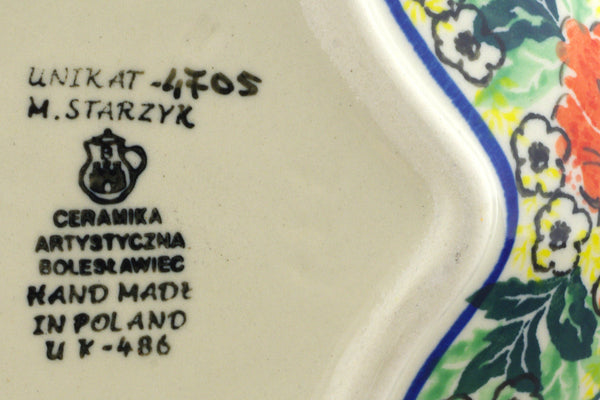 UNIKAT-4705
M. STARZYK
CERAMIKA
ARTYSTYCZNA
BOLESŁAWIEC
HAND MADE
IN POLAND
U K-486